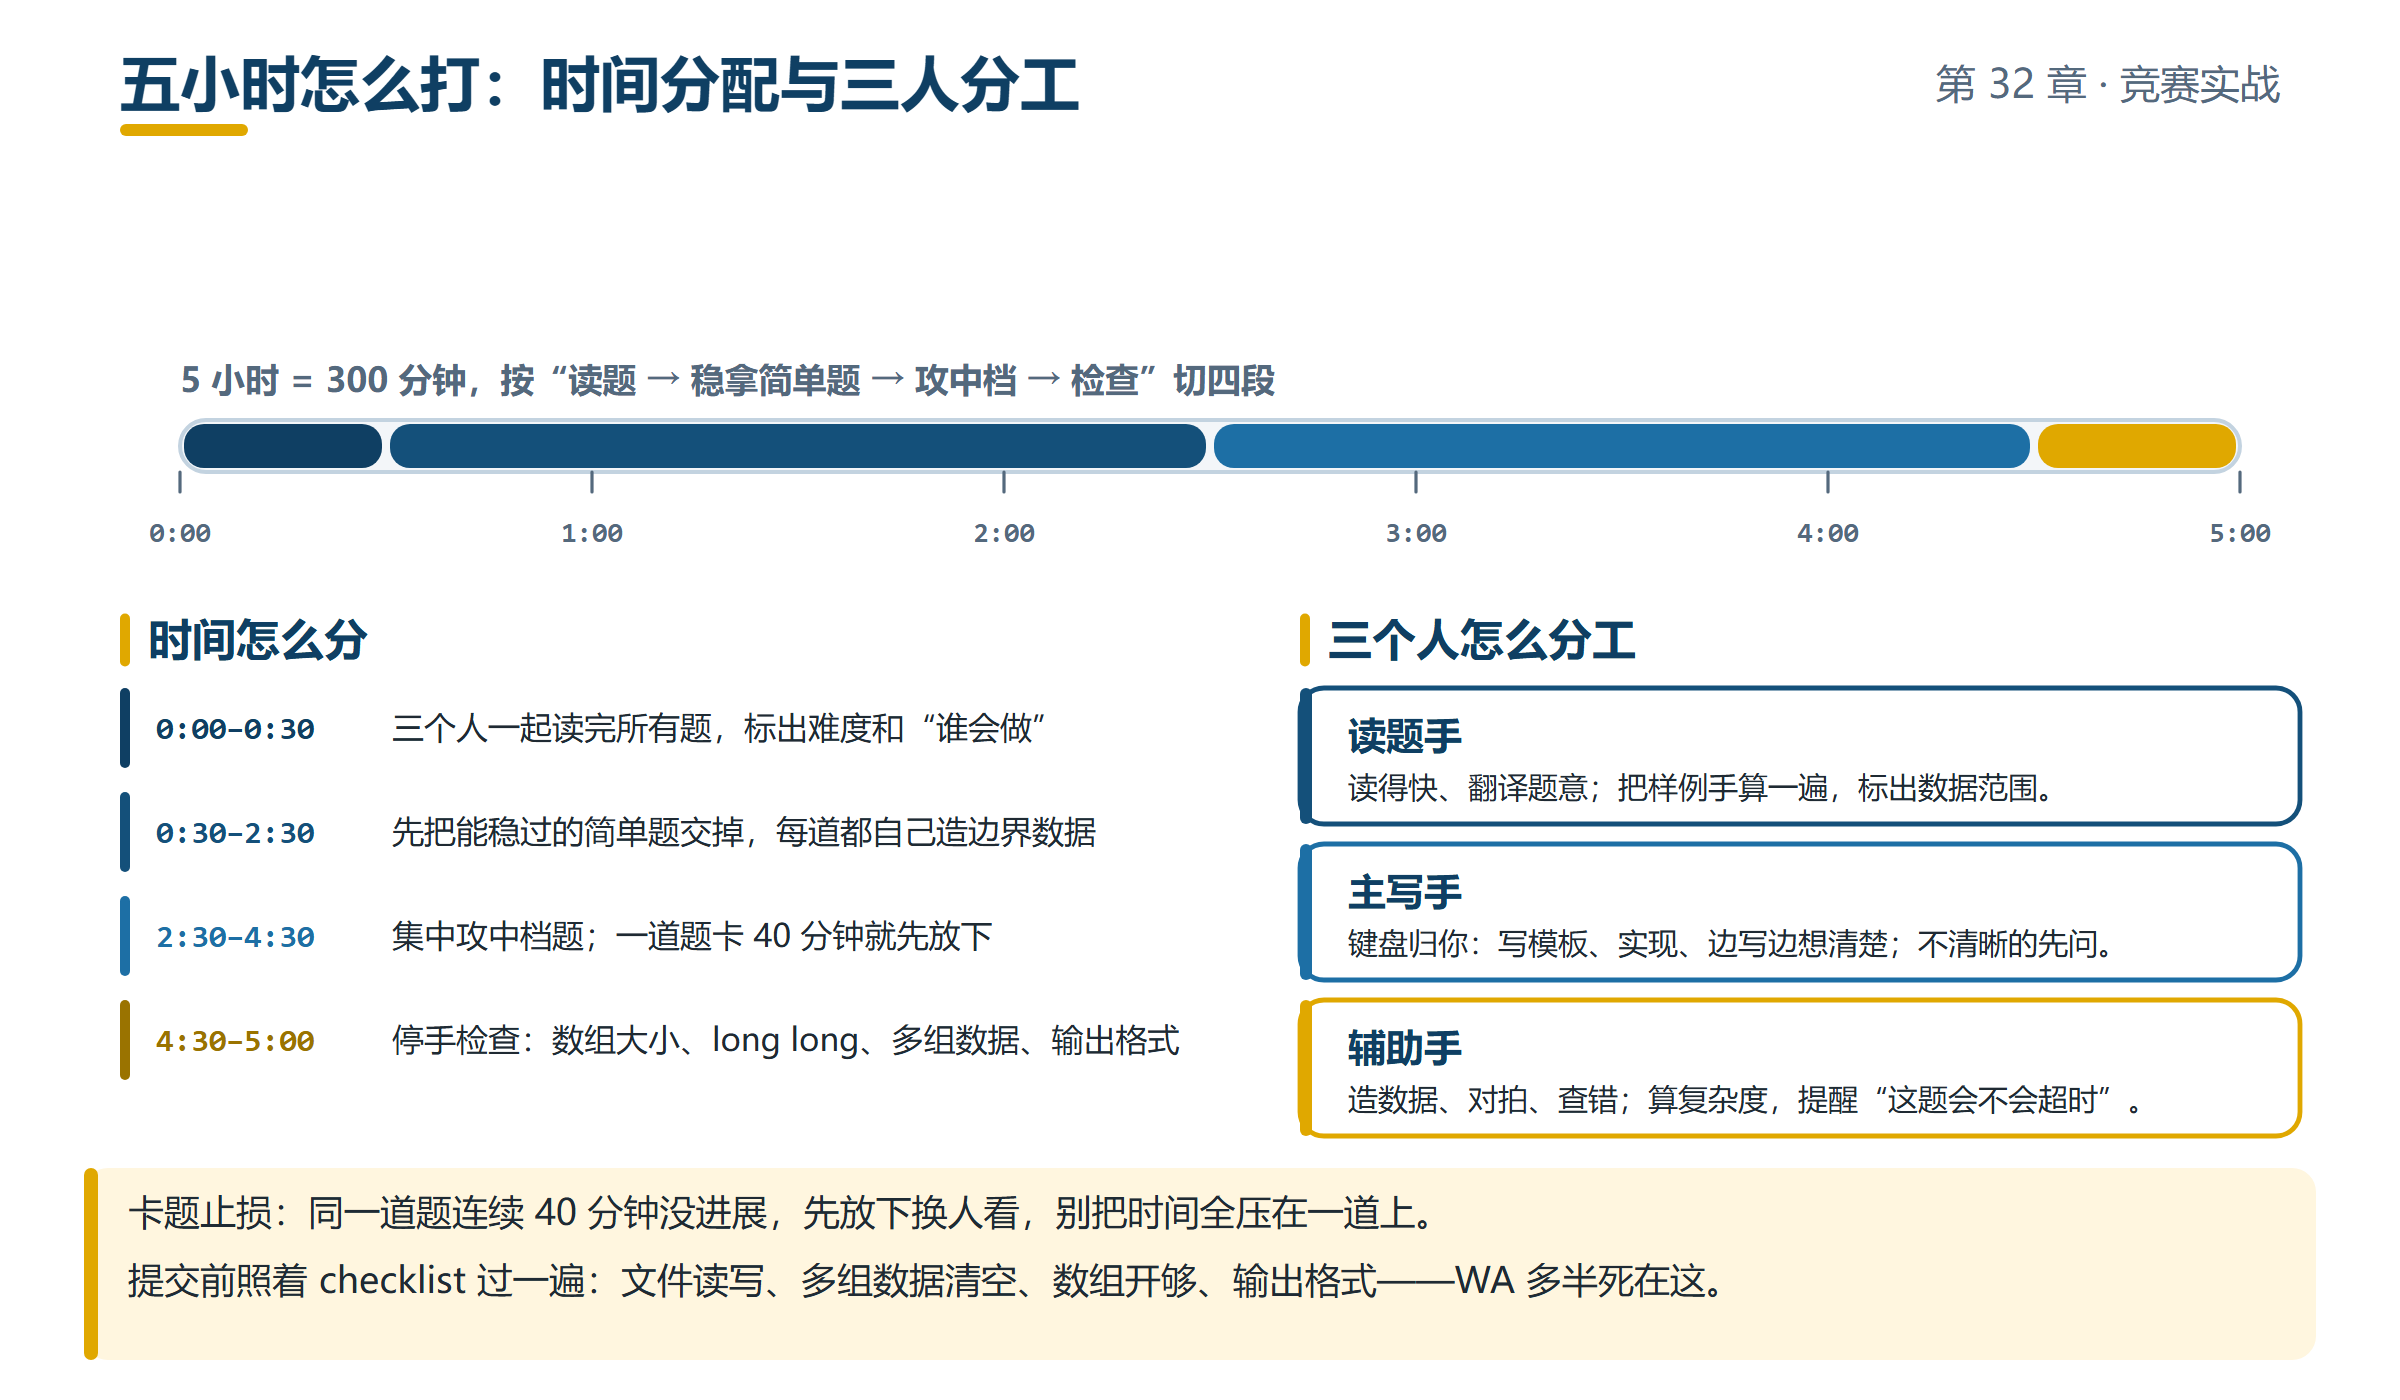 五小时怎么打：时间分配与三人分工
第 32 章 · 竞赛实战
5 小时 = 300 分钟，按“读题 → 稳拿简单题 → 攻中档 → 检查”切四段
0:00
1:00
2:00
3:00
4:00
5:00
时间怎么分
0:00–0:30
三个人一起读完所有题，标出难度和“谁会做”
0:30–2:30
先把能稳过的简单题交掉，每道都自己造边界数据
2:30–4:30
集中攻中档题；一道题卡 40 分钟就先放下
4:30–5:00
停手检查：数组大小、long long、多组数据、输出格式
三个人怎么分工
读题手
读得快、翻译题意；把样例手算一遍，标出数据范围。
主写手
键盘归你：写模板、实现、边写边想清楚；不清晰的先问。
辅助手
造数据、对拍、查错；算复杂度，提醒“这题会不会超时”。
卡题止损：同一道题连续 40 分钟没进展，先放下换人看，别把时间全压在一道上。
提交前照着 checklist 过一遍：文件读写、多组数据清空、数组开够、输出格式——WA 多半死在这。